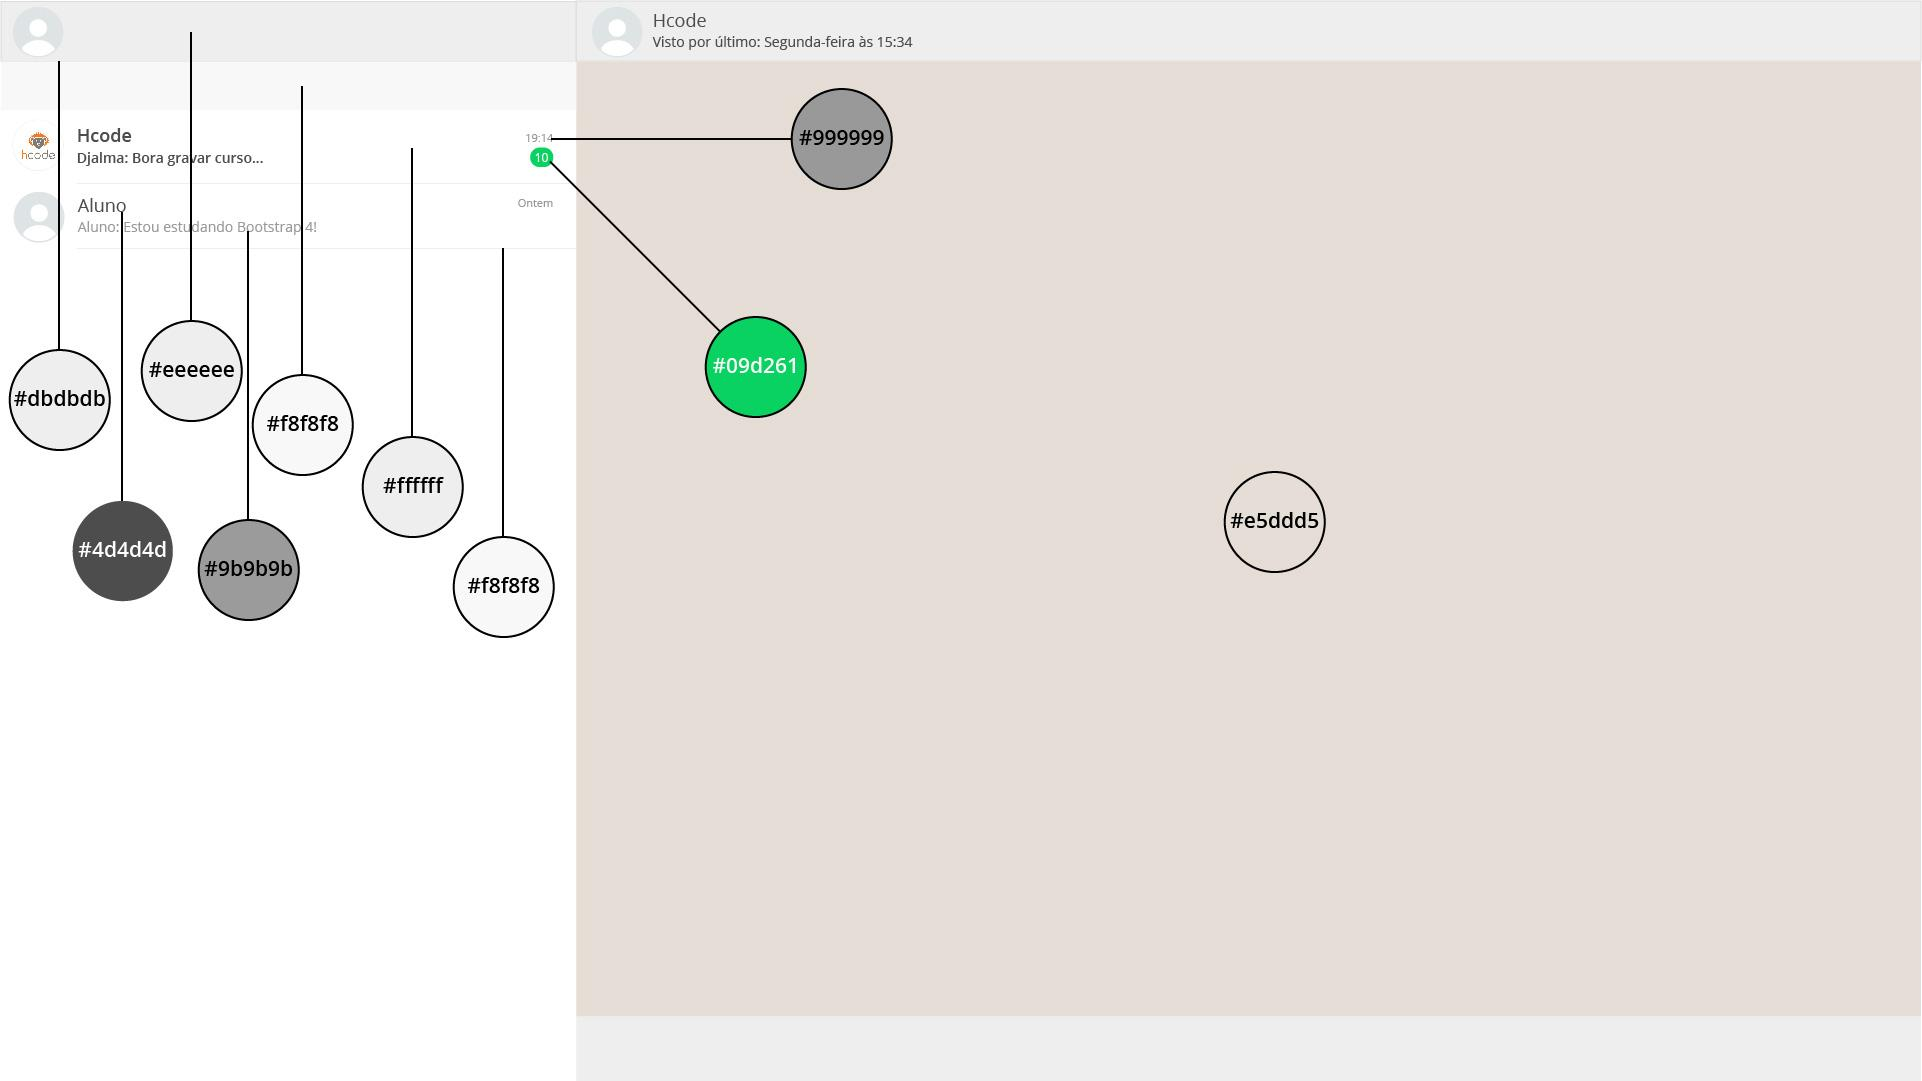 Hcode
Visto por último: Segunda-feira às 15:34
hcode
Hcode
19:14
Djalma: Bora gravar curso...
10
Aluno
Ontem
Aluno: Estou estudando Bootstrap 4!
#999999
#09d261
#eeeeee
#dbdbdb
#f8f8f8
#ffffff
#e5ddd5
#4d4d4d
#9b9b9b
#f8f8f8